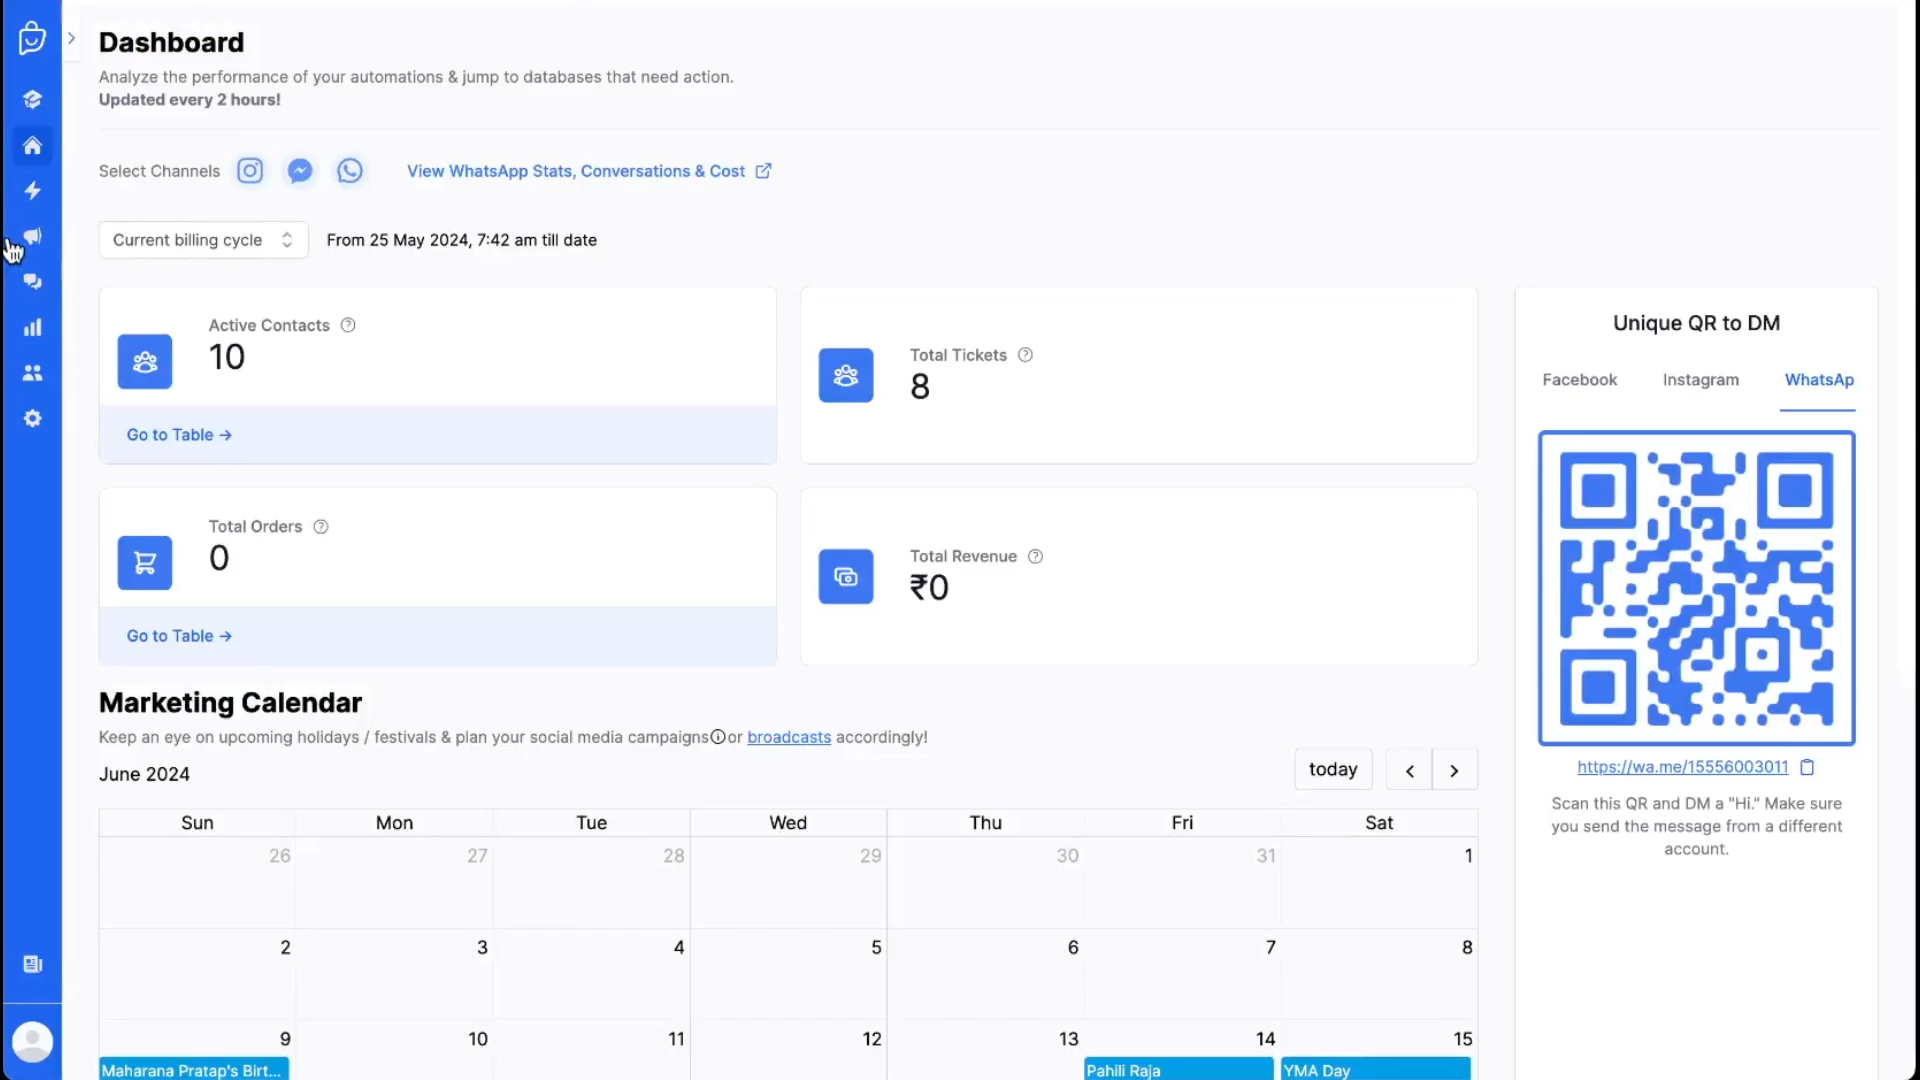 Dashboard
Analyze the performance of your automations & jump to databases that need action.
Updated every 2 hours!
Select Channels
View WhatsApp Stats, Conversations & Cost
Current billing cycle
From 25 May 2024, 7:42 am till date
Active Contacts
10
Go to Table →
Total Tickets
8
Total Orders
0
Go to Table →
Total Revenue
₹0
Unique QR to DM
Facebook Instagram WhatsAp
https://wa.me/15556003011
Scan this QR and DM a "Hi." Make sure
you send the message from a different
account.
Marketing Calendar
Keep an eye on upcoming holidays / festivals & plan your social media campaigns or broadcasts accordingly!
June 2024
today
Sun Mon Tue Wed Thu Fri Sat
26 27 28 29 30 31 1
2 3 4 5 6 7 8
9 10 11 12 13 14 15
Maharana Pratap's Birt... Pahili Raja YMA Day